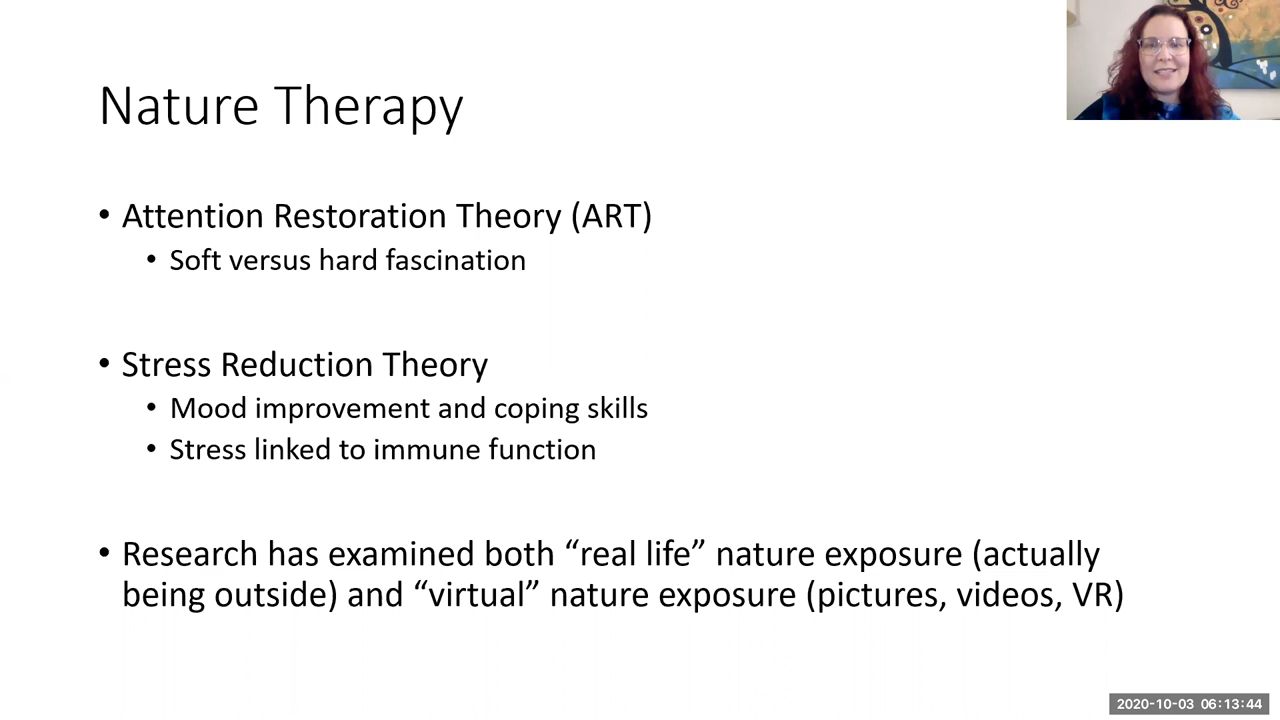 Nature Therapy
• Attention Restoration Theory (ART)
• Soft versus hard fascination
• Stress Reduction Theory
• Mood improvement and coping skills
• Stress linked to immune function
• Research has examined both “real life” nature exposure (actually
being outside) and “virtual” nature exposure (pictures, videos, VR)
2020-10-03 06:13:44